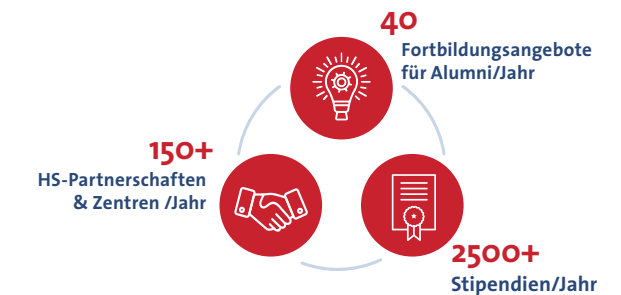 40
Fortbildungsangebote
für Alumni/Jahr
150+
HS-Partnerschaften
& Zentren /Jahr
2500+
Stipendien/Jahr